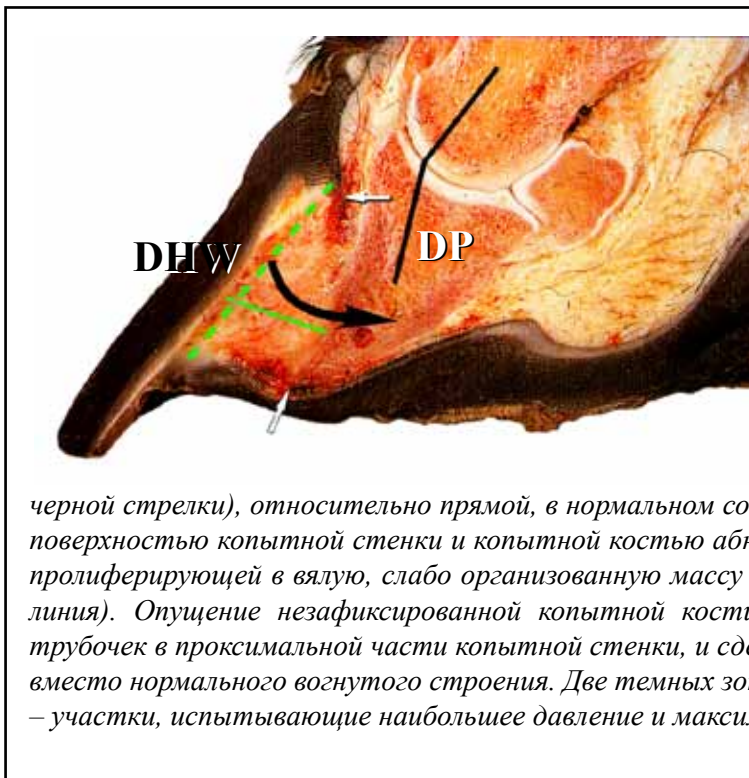 DHW
DP
черной стрелки), относительно прямой, в нормальном со
поверхностью копытной стенки и копытной костью абн
пролиферирующей в вялую, слабо организованную массу
линия). Опущение незафиксированной копытной кости
трубочек в проксимальной части копытной стенки, и сде
вместо нормального вогнутого строения. Две темных зо
– участки, испытывающие наибольшее давление и макси